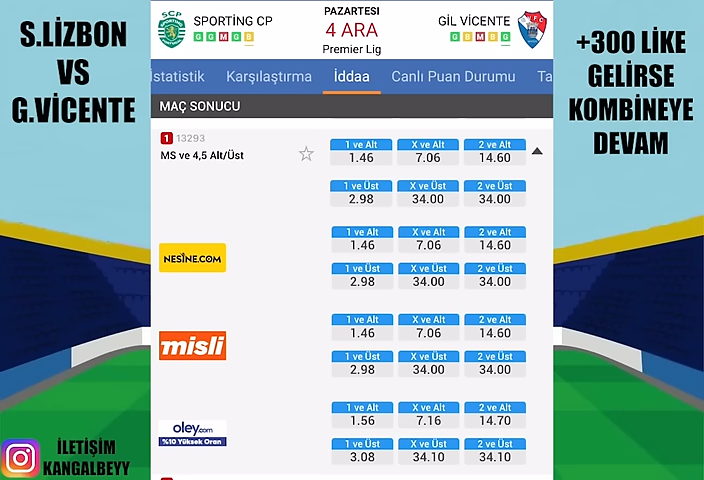 S.LİZBON
VS
G.VİCENTE
+300 LİKE
GELİRSE
KOMBİNEYE
DEVAM
PAZARTESİ
SPORTİNG CP
4 ARA
GİL VİCENTE
G G M G B
Premier Lig
G B M B G
İstatistik Karşılaştırma İddaa Canlı Puan Durumu Ta
MAÇ SONUCU
1 13293
MS ve 4,5 Alt/Üst
1 ve Alt X ve Alt 2 ve Alt
1.46 7.06 14.60
1 ve Üst X ve Üst 2 ve Üst
2.98 34.00 34.00
NESİNE.COM
1 ve Alt X ve Alt 2 ve Alt
1.46 7.06 14.60
1 ve Üst X ve Üst 2 ve Üst
2.98 34.00 34.00
misli
1 ve Alt X ve Alt 2 ve Alt
1.46 7.06 14.60
1 ve Üst X ve Üst 2 ve Üst
2.98 34.00 34.00
oley.com
%10 Yüksek Oran
1 ve Alt X ve Alt 2 ve Alt
1.56 7.16 14.70
1 ve Üst X ve Üst 2 ve Üst
3.08 34.10 34.10
İLETİŞİM
KANGALBEYY